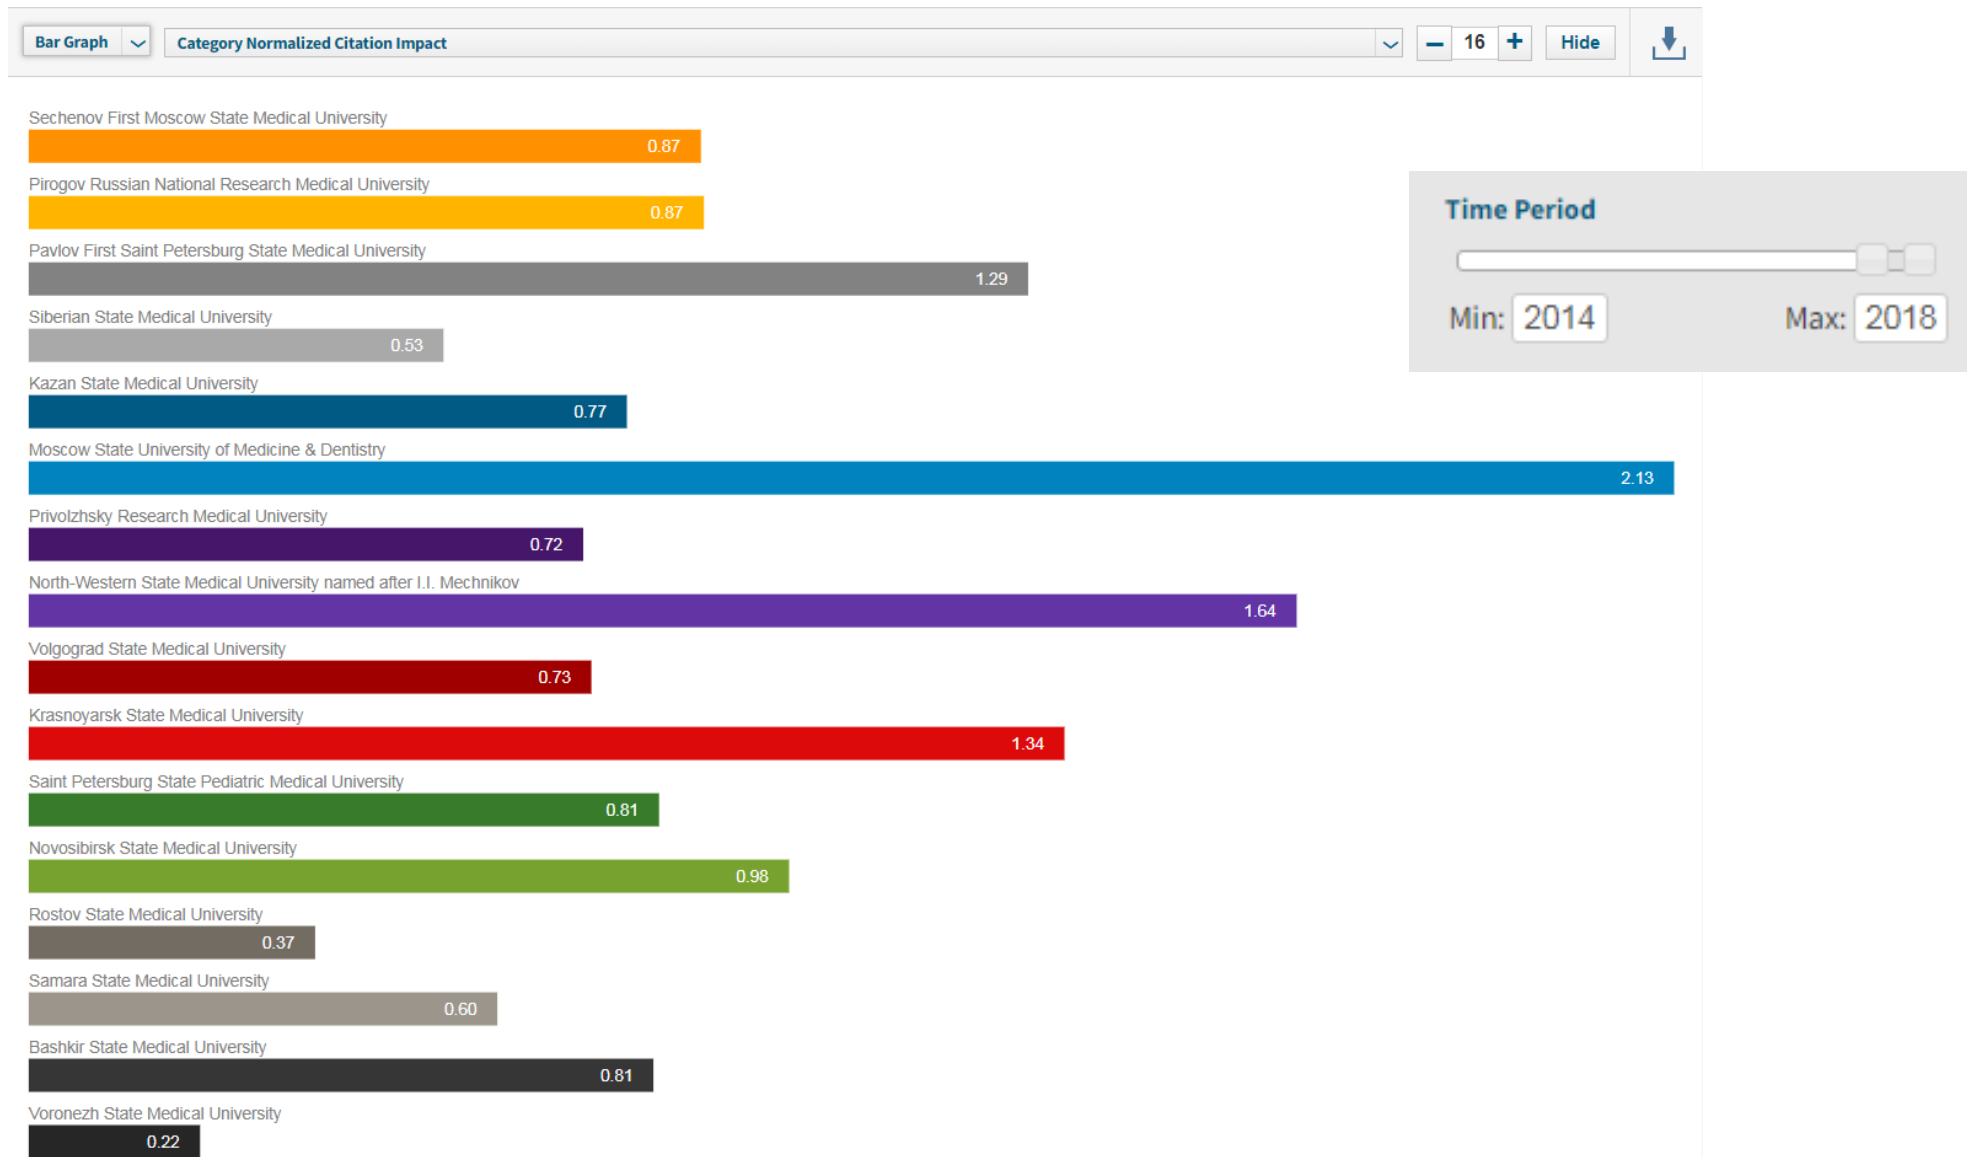 Bar Graph Category Normalized Citation Impact 16 Hide
Sechenov First Moscow State Medical University
0.87
Pirogov Russian National Research Medical University
0.87
Pavlov First Saint Petersburg State Medical University
1.29
Siberian State Medical University
0.53
Kazan State Medical University
0.77
Moscow State University of Medicine & Dentistry
2.13
Privolzhsky Research Medical University
0.72
North-Western State Medical University named after I.I. Mechnikov
1.64
Volgograd State Medical University
0.73
Krasnoyarsk State Medical University
1.34
Saint Petersburg State Pediatric Medical University
0.81
Novosibirsk State Medical University
0.98
Rostov State Medical University
0.37
Samara State Medical University
0.60
Bashkir State Medical University
0.81
Voronezh State Medical University
0.22
Time Period
Min: 2014 Max: 2018